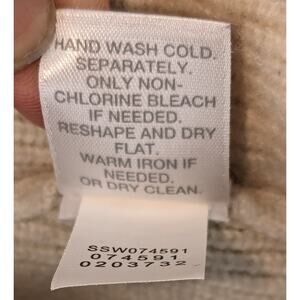 HAND WASH COLD.
SEPARATELY.
ONLY NON-
CHLORINE BLEACH
IF NEEDED.
RESHAPE AND DRY
FLAT.
WARM IRON IF
NEEDED.
OR DRY CLEAN.
SSW074591
074591
0203732